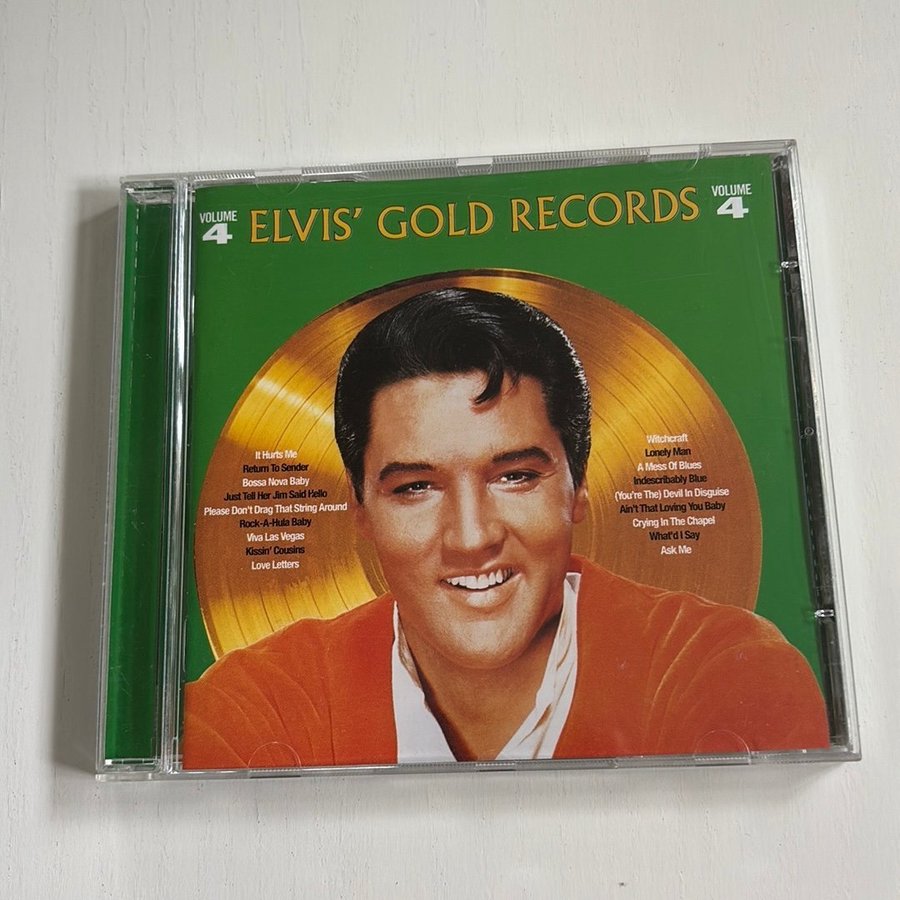 VOLUME 4 ELVIS' GOLD RECORDS VOLUME 4
It Hurts Me
Return To Sender
Bossa Nova Baby
Just Tell Her Jim Said Hello
Please Don't Drag That String Around
Rock-A-Hula Baby
Viva Las Vegas
Kissin' Cousins
Love Letters
Witchcraft
Lonely Man
A Mess Of Blues
Indescribably Blue
(You're The) Devil In Disguise
Ain't That Loving You Baby
Crying In The Chapel
What'd I Say
Ask Me